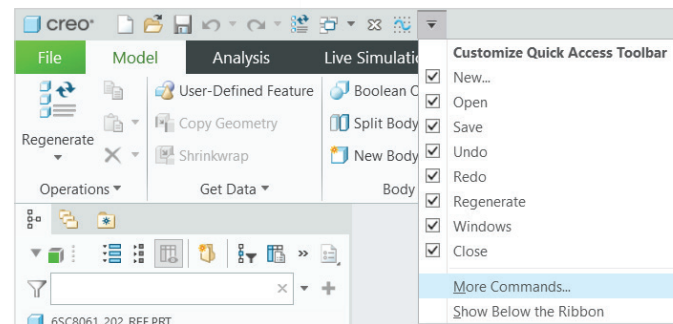 creo
Customize Quick Access Toolbar
File Model Analysis Live Simulati
New...
Open
Save
Undo
Redo
Regenerate
Windows
Close
More Commands...
Show Below the Ribbon
Regenerate
User-Defined Feature
Copy Geometry
Shrinkwrap
Boolean O
Split Body
New Body
Operations
Get Data
Body
6SC8061_202_REF.PRT